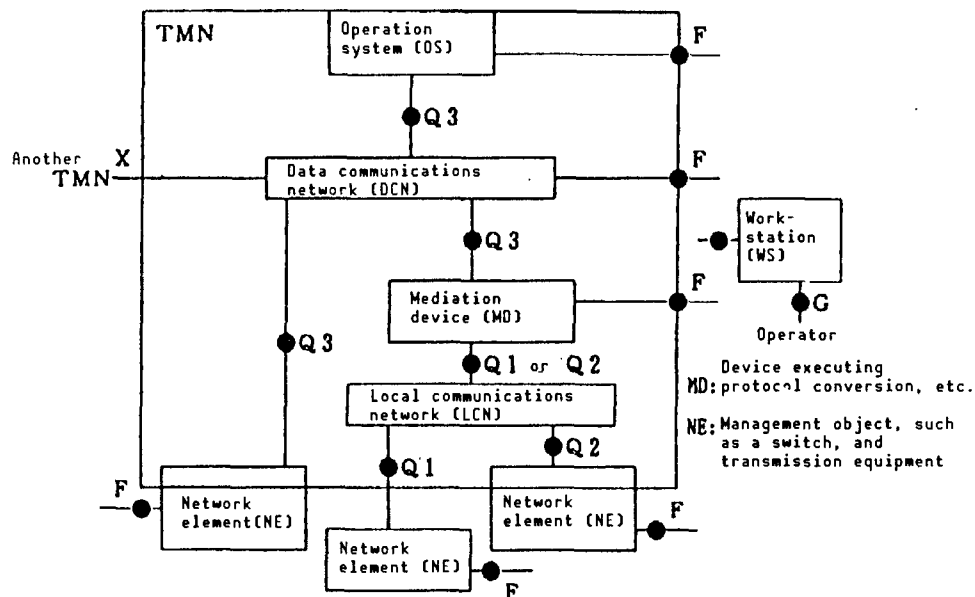 TMN
Operation
system (OS)
F
Q3
Another
TMN
X
Data communications
network (DCN)
F
Q3
Work-
station
(WS)
Mediation
device (MD)
F
G
Operator
Q3
Q1 or Q2
MD: Device executing
protocol conversion, etc.
Local communications
network (LCN)
NE: Management object, such
as a switch, and
transmission equipment
Q1
Q2
F
Network
element(NE)
Network
element (NE)
F
Network
element (NE)
F